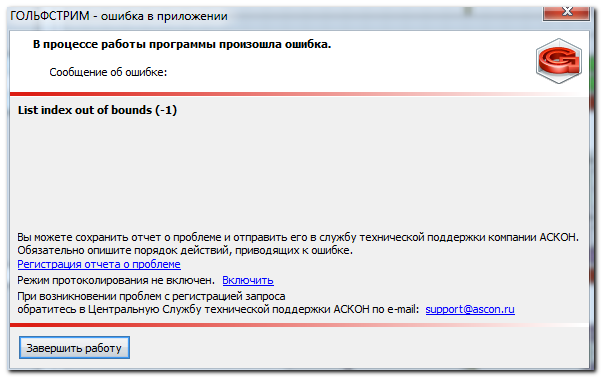 ГОЛЬФСТРИМ - ошибка в приложении
В процессе работы программы произошла ошибка.
Сообщение об ошибке:
List index out of bounds (-1)
Вы можете сохранить отчет о проблеме и отправить его в службу технической поддержки компании АСКОН.
Обязательно опишите порядок действий, приводящих к ошибке.
Регистрация отчета о проблеме
Режим протоколирования не включен. Включить
При возникновении проблем с регистрацией запроса
обратитесь в Центральную Службу технической поддержки АСКОН по e-mail: support@ascon.ru
Завершить работу